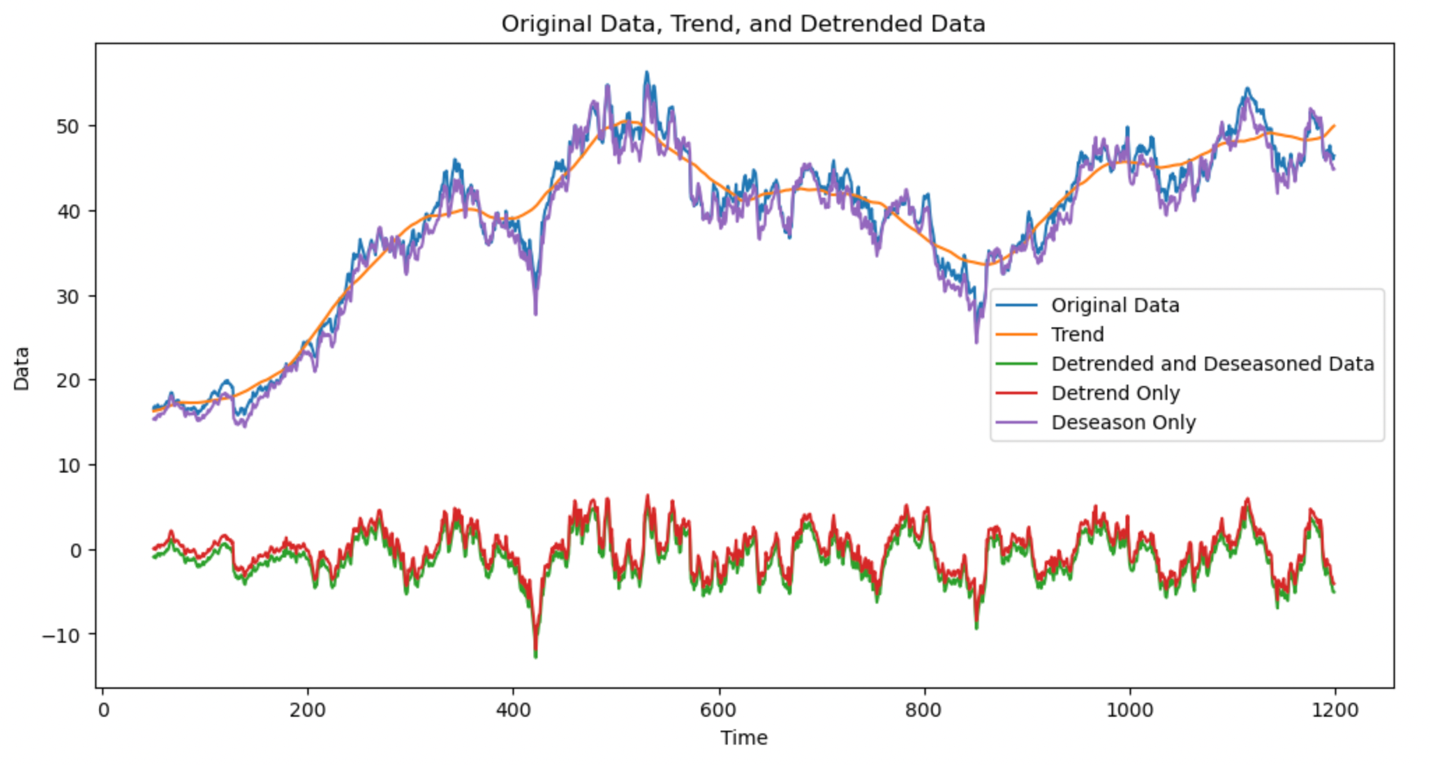 Original Data, Trend, and Detrended Data
50
40
30
20
10
0
−10
Data
Original Data
Trend
Detrended and Deseasoned Data
Detrend Only
Deseason Only
0 200 400 600 800 1000 1200
Time